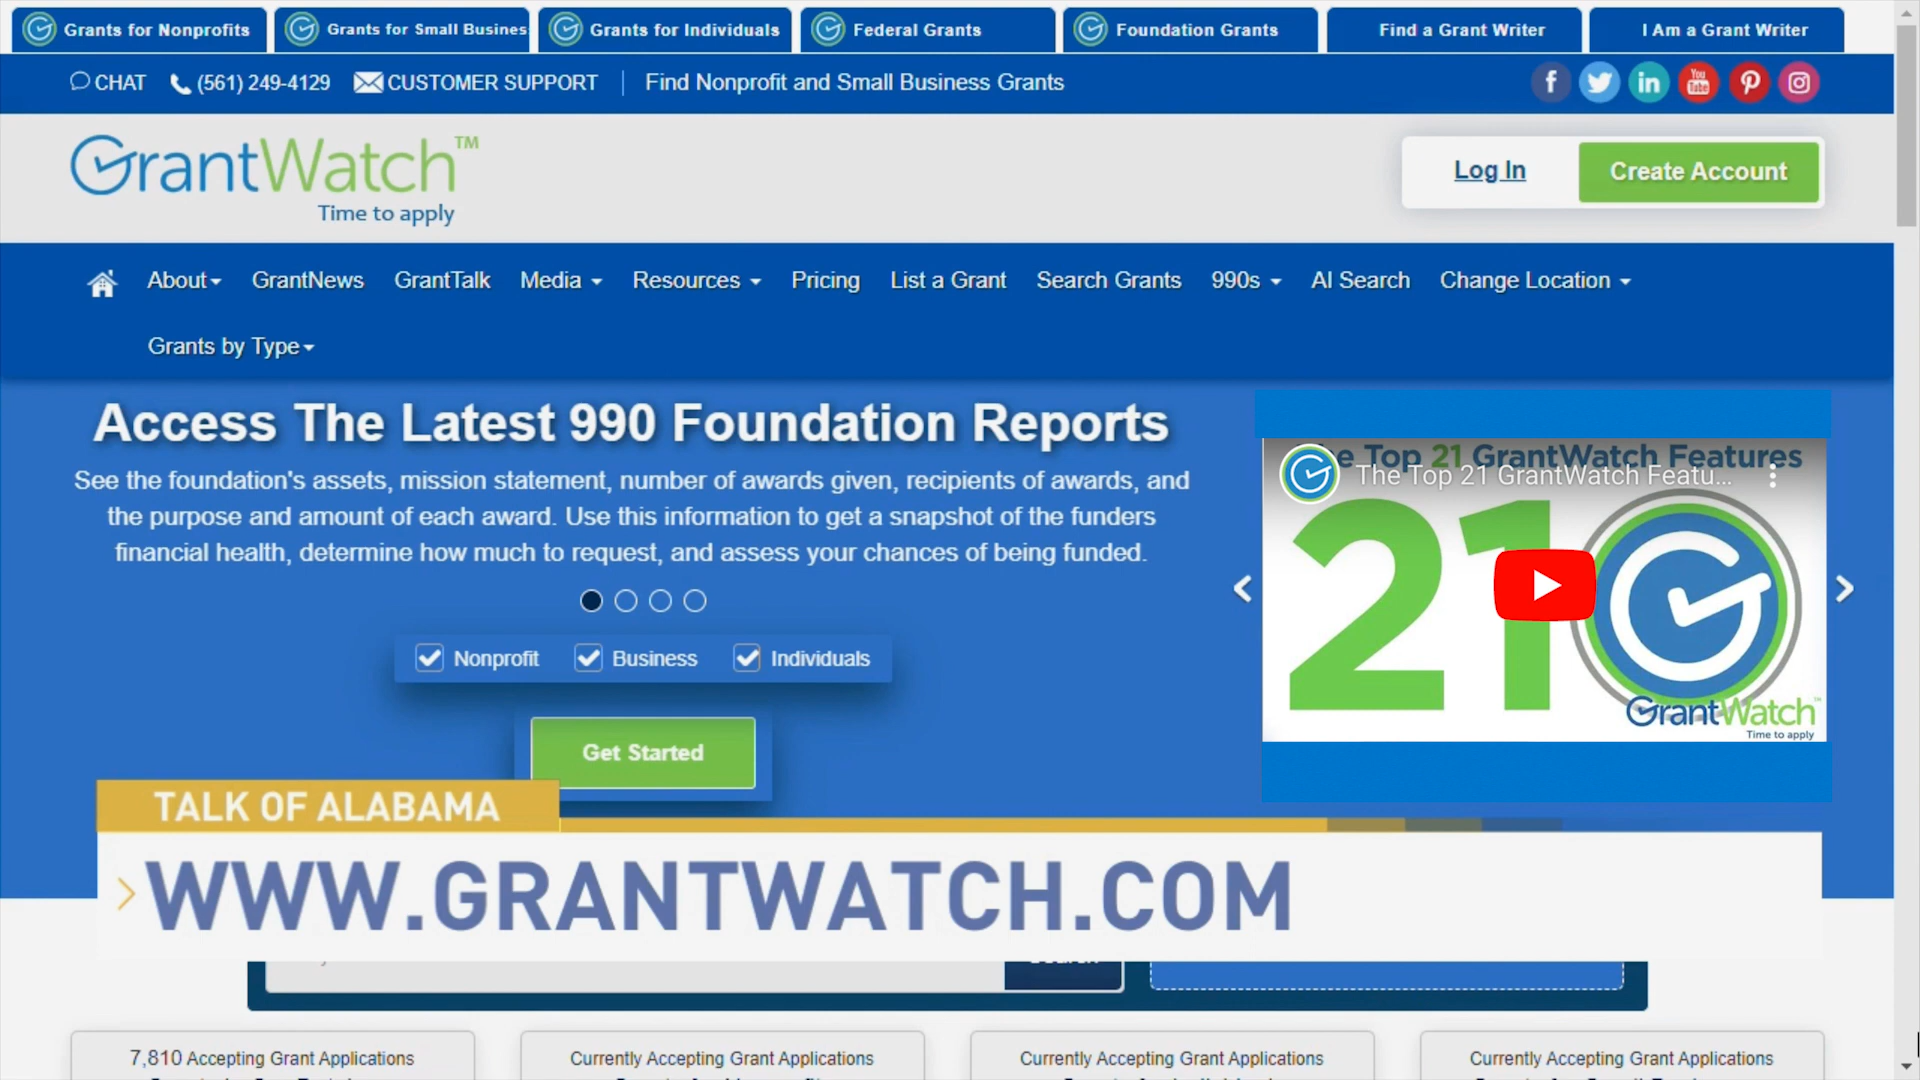 Grants for Nonprofits
Grants for Small Busines
Grants for Individuals
Federal Grants
Foundation Grants
Find a Grant Writer
I Am a Grant Writer
CHAT (561) 249-4129 CUSTOMER SUPPORT Find Nonprofit and Small Business Grants
f in You Tube
GrantWatch™
Time to apply
Log In
Create Account
About GrantNews GrantTalk Media Resources Pricing List a Grant Search Grants 990s AI Search Change Location
Grants by Type
Access The Latest 990 Foundation Reports
See the foundation's assets, mission statement, number of awards given, recipients of awards, and
the purpose and amount of each award. Use this information to get a snapshot of the funders
financial health, determine how much to request, and assess your chances of being funded.
Nonprofit Business Individuals
Get Started
Top 21 GrantWatch Features
The Top 21 GrantWatch Featu...
21
GrantWatch™
Time to apply
TALK OF ALABAMA
WWW.GRANTWATCH.COM
7,810 Accepting Grant Applications
Currently Accepting Grant Applications
Currently Accepting Grant Applications
Currently Accepting Grant Applications